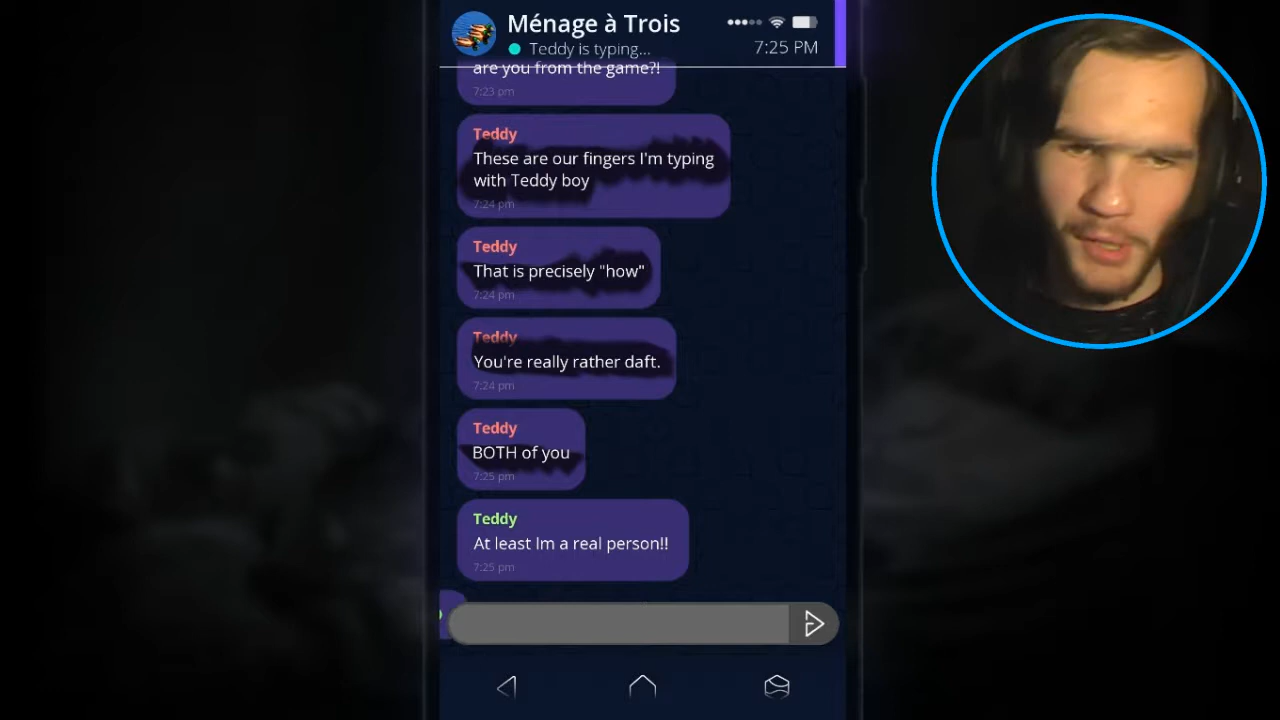 Ménage à Trois
Teddy is typing...
7:25 PM
are you from the game?!
7:23 pm
Teddy
These are our fingers I'm typing
with Teddy boy
7:24 pm
Teddy
That is precisely "how"
7:24 pm
Teddy
You're really rather daft.
7:24 pm
Teddy
BOTH of you
7:25 pm
Teddy
At least Im a real person!!
7:25 pm